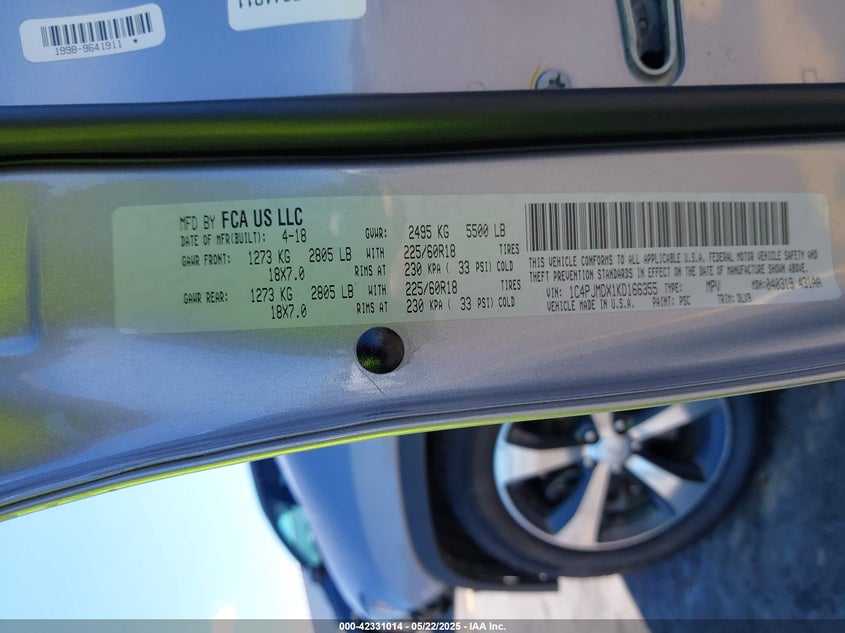 1998-9641911
MFD BY FCA US LLC
DATE OF MFR(BUILT): 4-18 GVWR: 2495 KG 5500 LB
GAWR FRONT: 1273 KG 2805 LB WITH 225/60R18 TIRES
18X7.0 RIMS AT 230 KPA ( 33 PSI) COLD
GAWR REAR: 1273 KG 2805 LB WITH 225/60R18 TIRES
18X7.0 RIMS AT 230 KPA ( 33 PSI) COLD
THIS VEHICLE CONFORMS TO ALL APPLICABLE U.S.A. FEDERAL MOTOR VEHICLE SAFETY AND
THEFT PREVENTION STANDARDS IN EFFECT ON THE DATE OF MANUFACTURE SHOWN ABOVE.
VIN: 1C4PJMDX1KD166355 TYPE: MPV MDH: 040319 431AA
VEHICLE MADE IN U.S.A. PAINT: PSC TRIM: DLX9
000-42331014 - 05/22/2025 - IAA Inc.